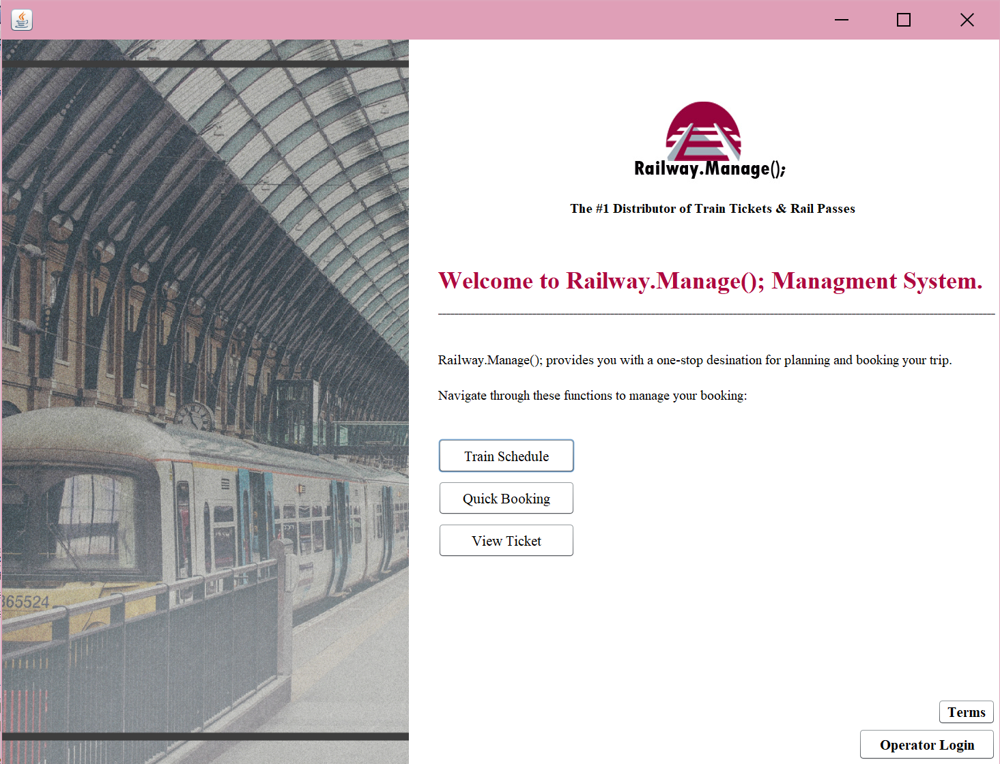 Railway.Manage();
The #1 Distributor of Train Tickets & Rail Passes
Welcome to Railway.Manage(); Managment System.
Railway.Manage(); provides you with a one-stop desination for planning and booking your trip.
Navigate through these functions to manage your booking:
Train Schedule
Quick Booking
View Ticket
365524
Terms
Operator Login